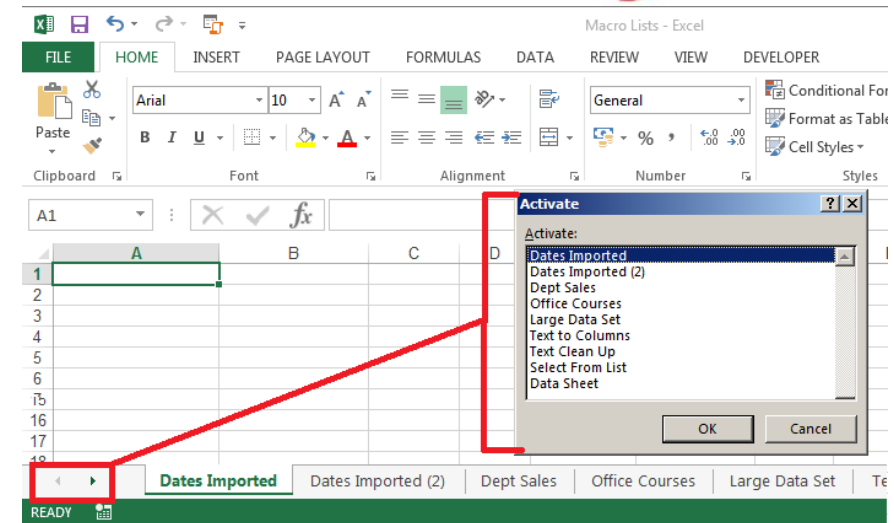 Macro Lists - Excel
FILE HOME INSERT PAGE LAYOUT FORMULAS DATA REVIEW VIEW DEVELOPER
Arial 10 A A General Conditional For
Format as Table
Paste B I U A % , .00 .00 Cell Styles
Clipboard Font Alignment Number Styles
A1 fx
Activate ? X
Activate:
A B C D
Dates Imported
Dates Imported (2)
Dept Sales
Office Courses
Large Data Set
Text to Columns
Text Clean Up
Select From List
Data Sheet
OK Cancel
1
2
3
4
5
6
16
17
Dates Imported Dates Imported (2) Dept Sales Office Courses Large Data Set Te
READY